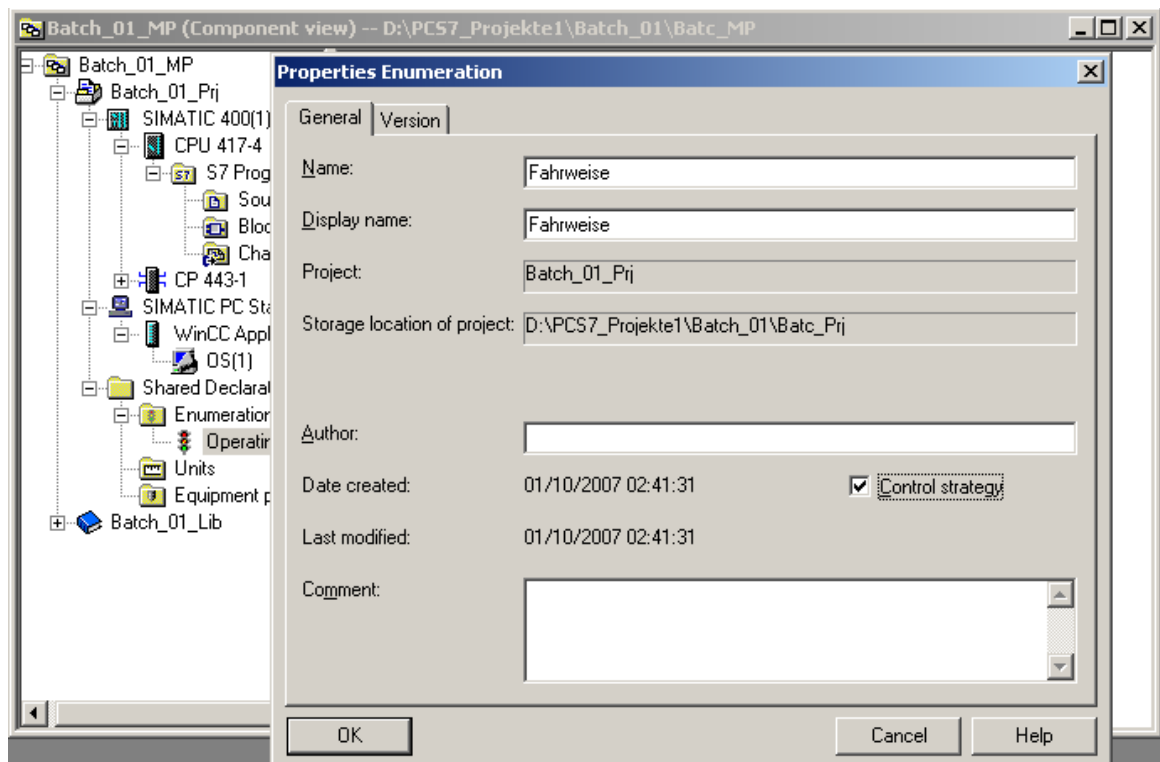 Batch_01_MP (Component view) -- D:\PCS7_Projekte1\Batch_01\Batc_MP
Batch_01_MP
Batch_01_Prj
SIMATIC 400(1)
CPU 417-4
S7 Prog
Sou
Bloc
Cha
CP 443-1
SIMATIC PC Sta
WinCC Appl
OS(1)
Shared Declarat
Enumeration
Operatin
Units
Equipment p
Batch_01_Lib
Properties Enumeration
General
Version
Name:
Fahrweise
Display name:
Fahrweise
Project:
Batch_01_Prj
Storage location of project:
D:\PCS7_Projekte1\Batch_01\Batc_Prj
Author:
Date created:
01/10/2007 02:41:31
Control strategy
Last modified:
01/10/2007 02:41:31
Comment:
OK
Cancel
Help